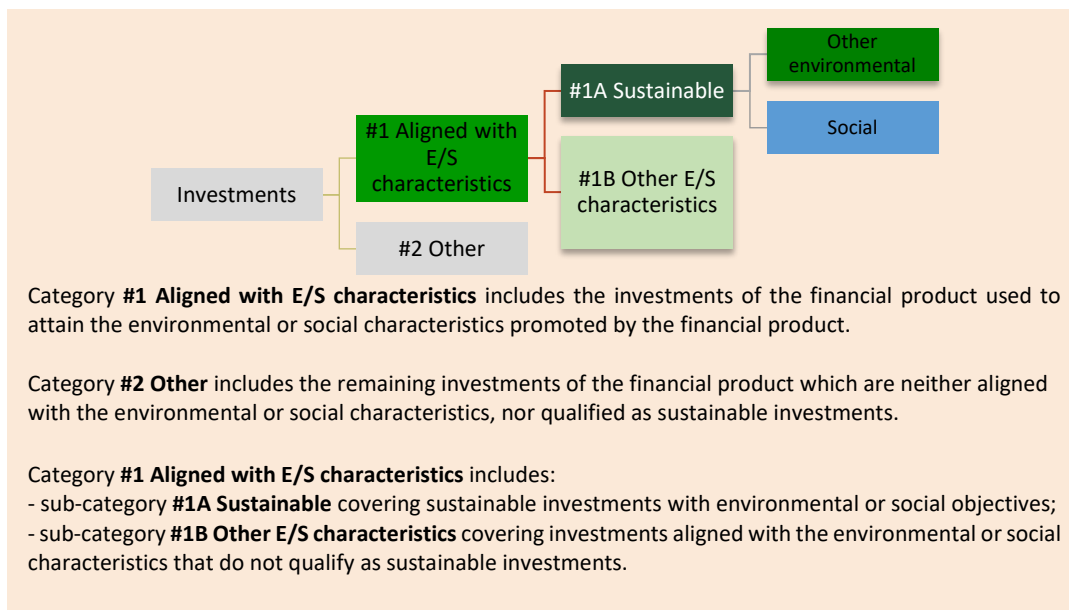 Other
environmental
#1A Sustainable
#1 Aligned with
E/S
characteristics
Social
#1B Other E/S
characteristics
Investments
#2 Other
Category #1 Aligned with E/S characteristics includes the investments of the financial product used to
attain the environmental or social characteristics promoted by the financial product.
Category #2 Other includes the remaining investments of the financial product which are neither aligned
with the environmental or social characteristics, nor qualified as sustainable investments.
Category #1 Aligned with E/S characteristics includes:
- sub-category #1A Sustainable covering sustainable investments with environmental or social objectives;
- sub-category #1B Other E/S characteristics covering investments aligned with the environmental or social
characteristics that do not qualify as sustainable investments.